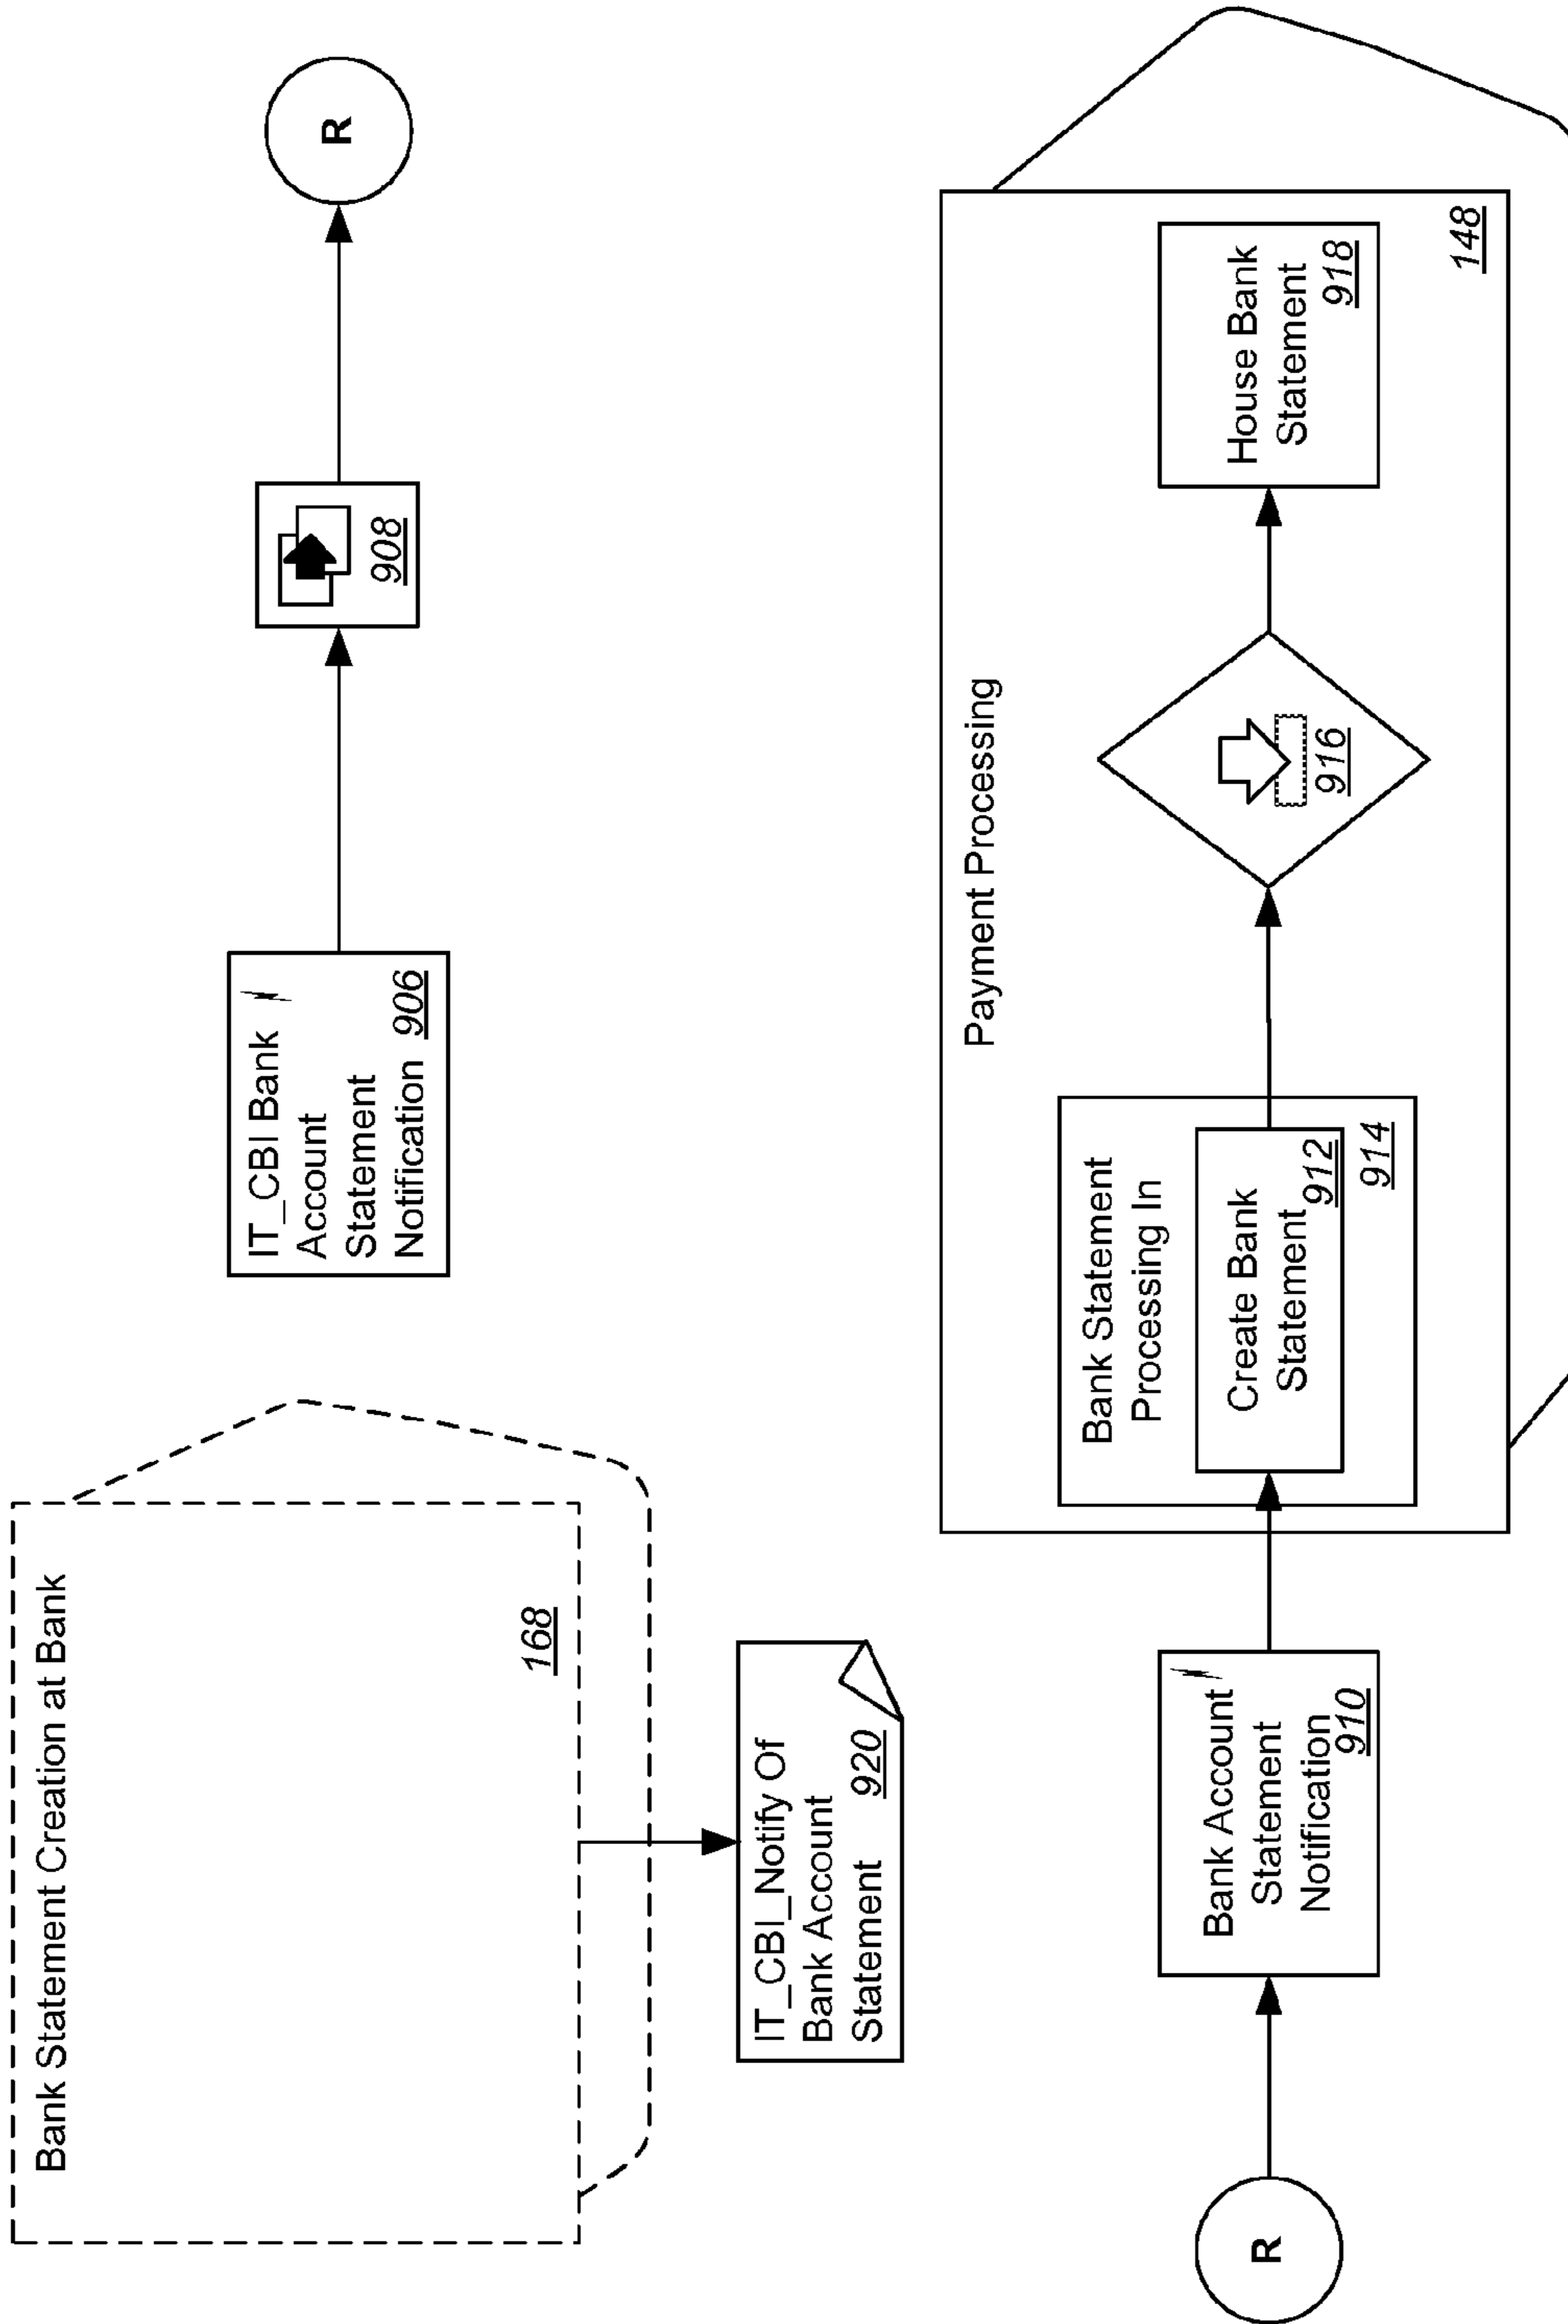 Bank Statement Creation at Bank
168
IT_CBI_Notify Of
Bank Account
Statement 920
IT_CBI Bank
Account
Statement
Notification 906
908
R
R
Bank Account
Statement
Notification
910
Payment Processing
Bank Statement
Processing In
Create Bank
Statement
912
914
916
House Bank
Statement
918
148